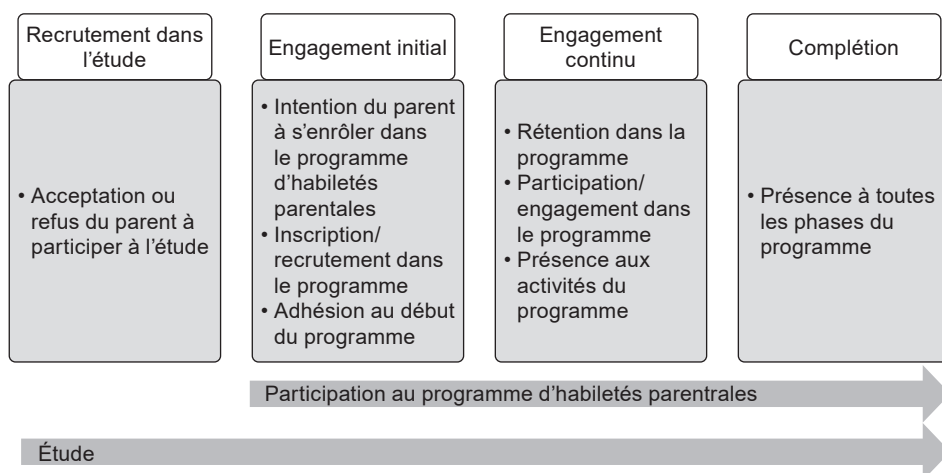 Recrutement dans
l’étude
• Acceptation ou
refus du parent à
participer à l’étude
Engagement initial
• Intention du parent
à s’enrôler dans
le programme
d’habiletés
parentales
• Inscription/
recrutement dans
le programme
• Adhésion au début
du programme
Engagement
continu
• Rétention dans la
programme
• Participation/
engagement dans
le programme
• Présence aux
activités du
programme
Complétion
• Présence à toutes
les phases du
programme
Participation au programme d’habiletés parentrales
Étude